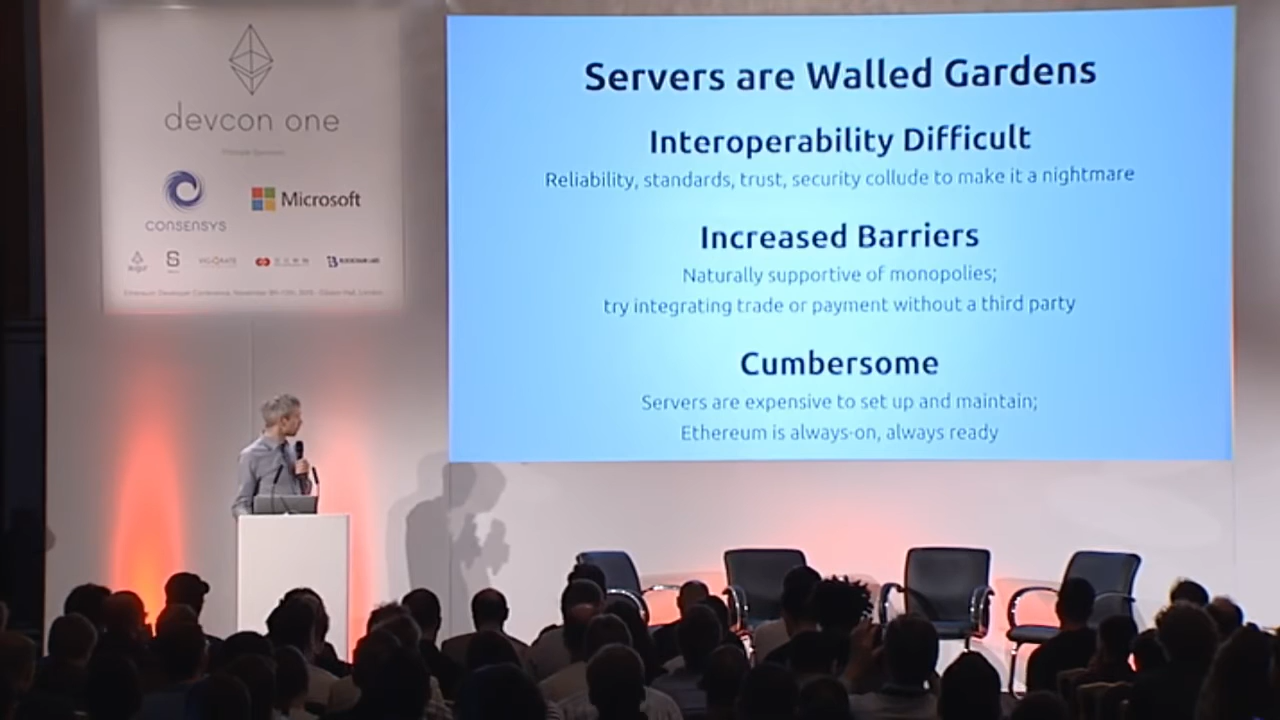 devcon one
CONSENSYS
Microsoft
augur
Servers are Walled Gardens
Interoperability Difficult
Reliability, standards, trust, security collude to make it a nightmare
Increased Barriers
Naturally supportive of monopolies;
try integrating trade or payment without a third party
Cumbersome
Servers are expensive to set up and maintain;
Ethereum is always-on, always ready